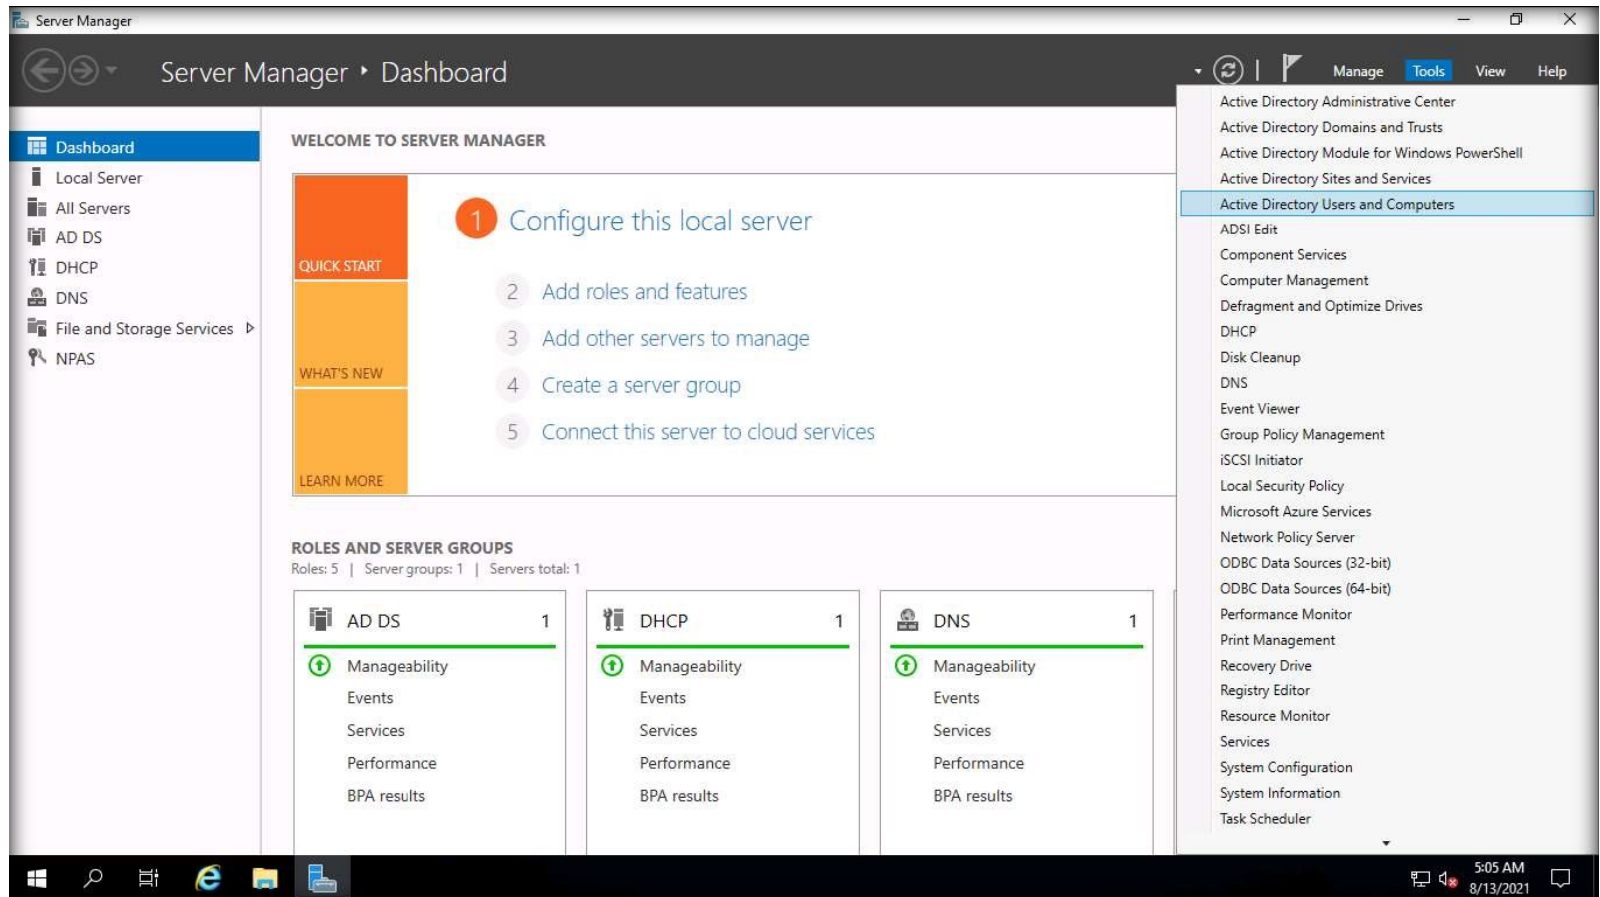 Server Manager
Server Manager ‣ Dashboard
Manage Tools View Help
Dashboard
Local Server
All Servers
AD DS
DHCP
DNS
File and Storage Services
NPAS
WELCOME TO SERVER MANAGER
QUICK START
WHAT'S NEW
LEARN MORE
1 Configure this local server
2 Add roles and features
3 Add other servers to manage
4 Create a server group
5 Connect this server to cloud services
ROLES AND SERVER GROUPS
Roles: 5 | Server groups: 1 | Servers total: 1
AD DS 1
Manageability
Events
Services
Performance
BPA results
DHCP 1
Manageability
Events
Services
Performance
BPA results
DNS 1
Manageability
Events
Services
Performance
BPA results
Active Directory Administrative Center
Active Directory Domains and Trusts
Active Directory Module for Windows PowerShell
Active Directory Sites and Services
Active Directory Users and Computers
ADSI Edit
Component Services
Computer Management
Defragment and Optimize Drives
DHCP
Disk Cleanup
DNS
Event Viewer
Group Policy Management
iSCSI Initiator
Local Security Policy
Microsoft Azure Services
Network Policy Server
ODBC Data Sources (32-bit)
ODBC Data Sources (64-bit)
Performance Monitor
Print Management
Recovery Drive
Registry Editor
Resource Monitor
Services
System Configuration
System Information
Task Scheduler
5:05 AM
8/13/2021